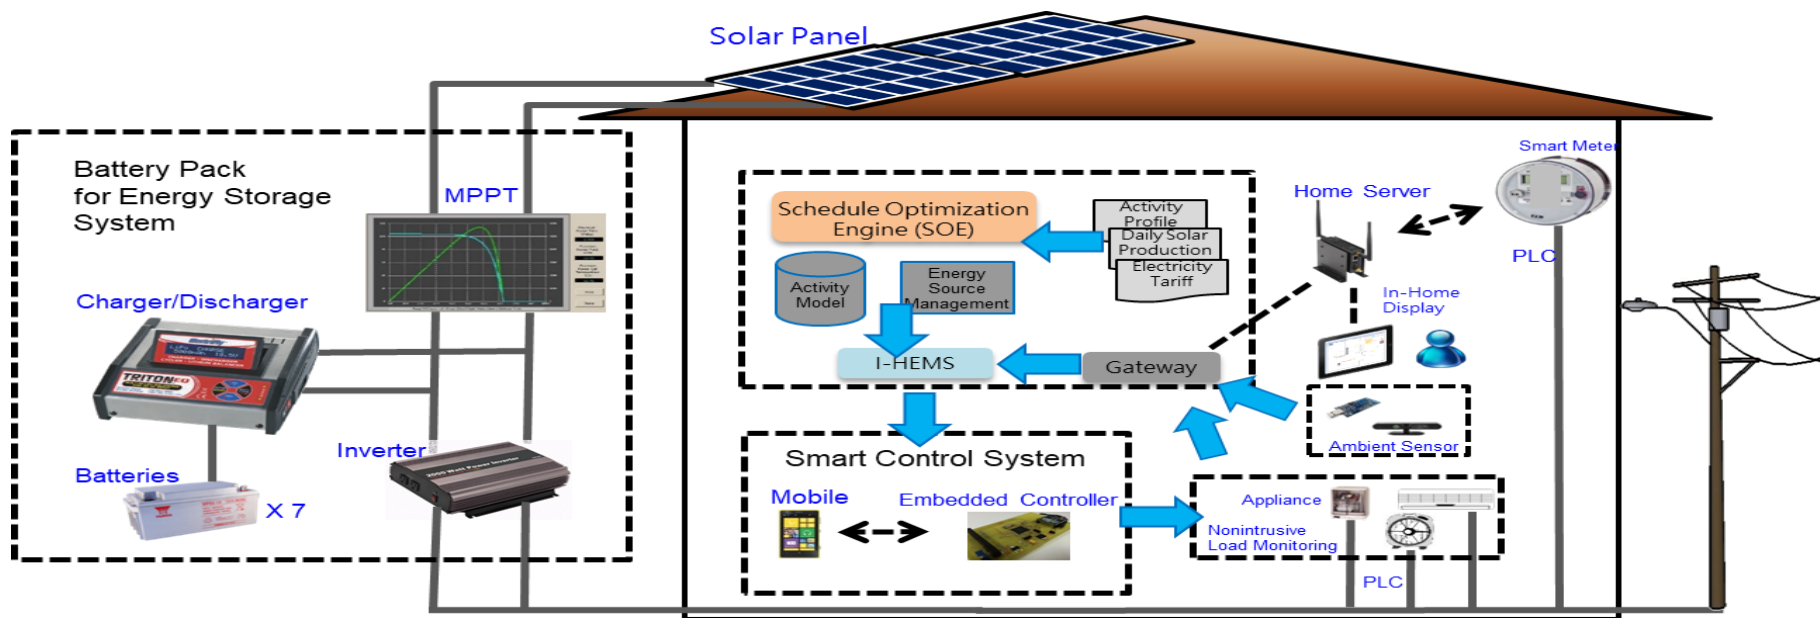 Solar Panel
Battery Pack
for Energy Storage
System
MPPT
Charger/Discharger
TRITON
Inverter
Batteries
X 7
Schedule Optimization
Engine (SOE)
Activity
Profile
Daily Solar
Production
Electricity
Tariff
Activity
Model
Energy
Source
Management
I-HEMS
Gateway
Home Server
Smart Meter
PLC
In-Home
Display
Ambient Sensor
Smart Control System
Mobile
Embedded Controller
Appliance
Nonintrusive
Load Monitoring
PLC